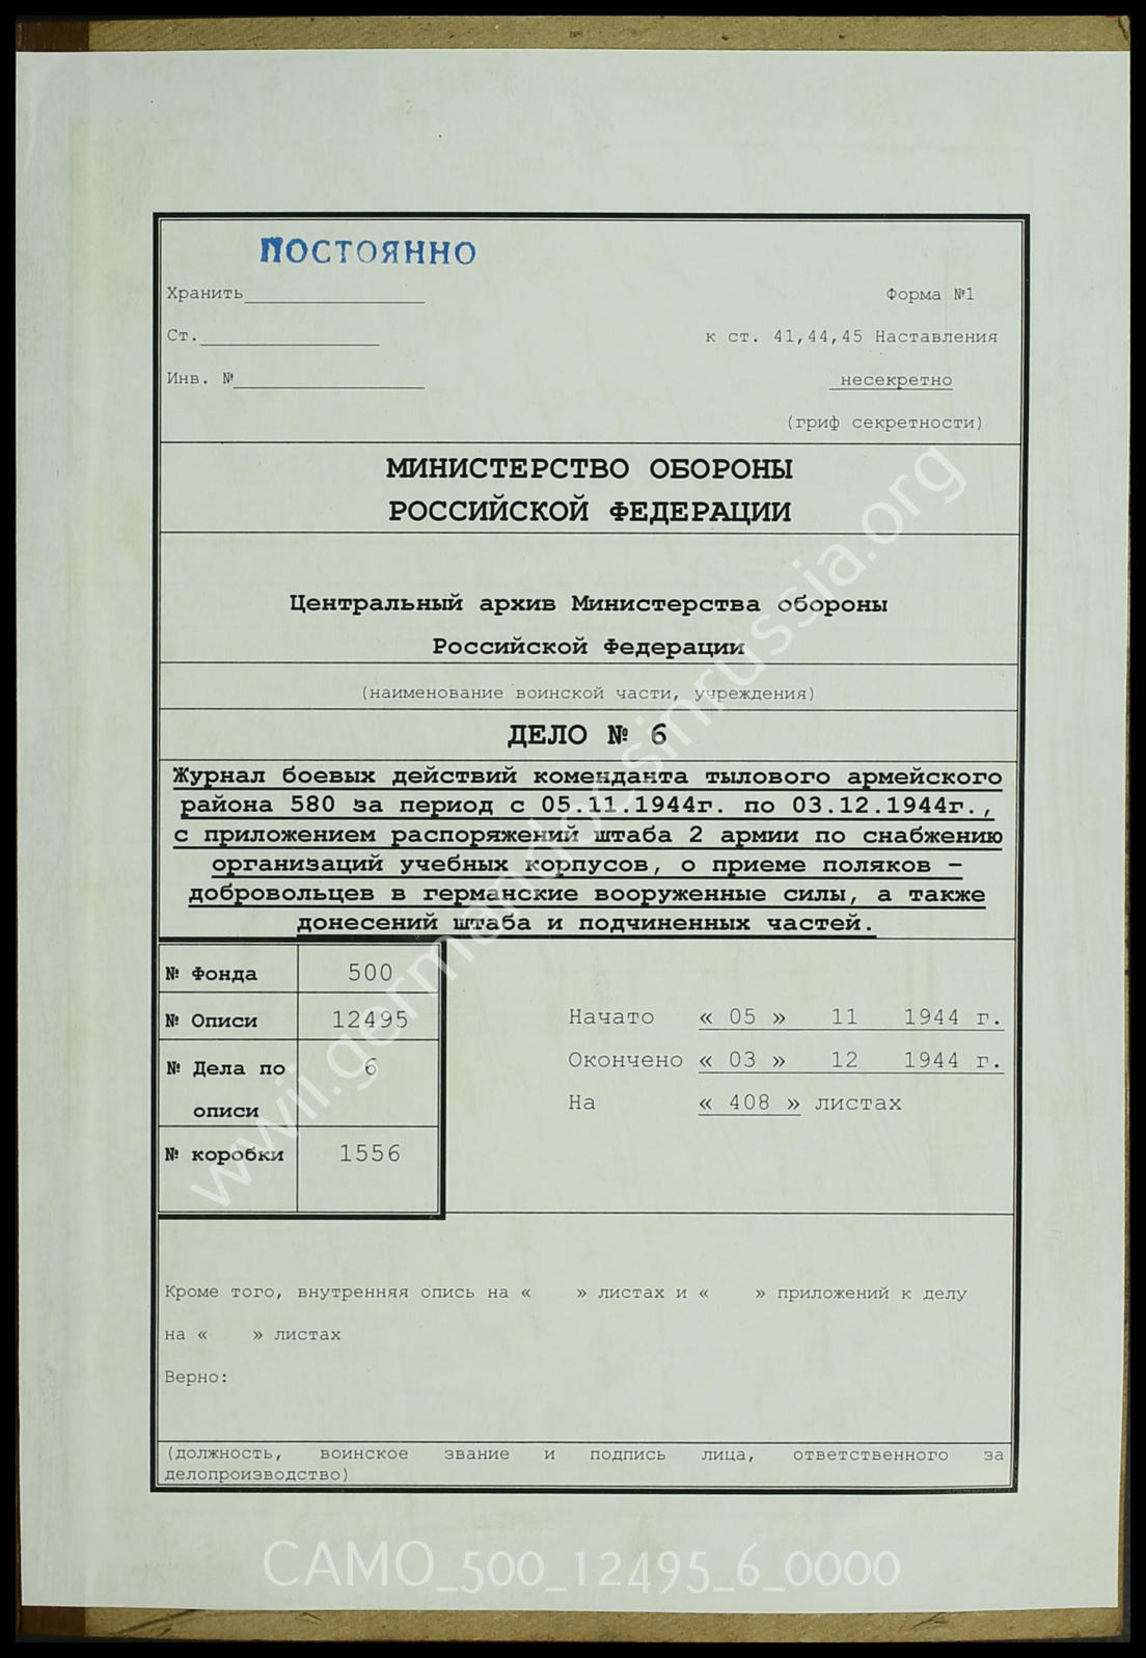 ПОСТОЯННО
Хранить
Форма №1
Ст.
к ст. 41,44,45 Наставления
Инв. №
несекретно
(гриф секретности)
МИНИСТЕРСТВО ОБОРОНЫ
РОССИЙСКОЙ ФЕДЕРАЦИИ
Центральный архив Министерства обороны
Российской Федерации
(наименование воинской части, учреждения)
ДЕЛО № 6
Журнал боевых действий коменданта тылового армейского
района 580 за период с 05.11.1944г. по 03.12.1944г.,
с приложением распоряжений штаба 2 армии по снабжению
организаций учебных корпусов, о приеме поляков –
добровольцев в германские вооруженные силы, а также
донесений штаба и подчиненных частей.
№ Фонда 500
№ Описи 12495
№ Дела по 6
описи
№ коробки 1556
Начато « 05 » 11 1944 г.
Окончено « 03 » 12 1944 г.
На « 408 » листах
Кроме того, внутренняя опись на « » листах и « » приложений к делу
на « » листах
Верно:
(должность, воинское звание и подпись лица, ответственного за
делопроизводство)
www.germandocsinrussia.org
CAMO_500_12495_6_0000